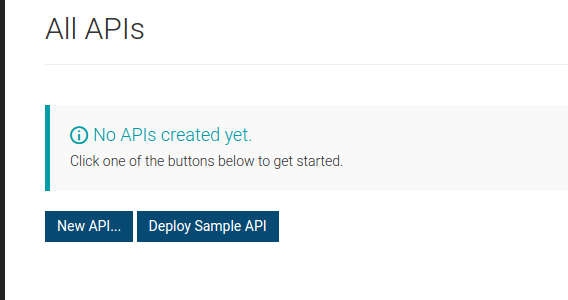 All APIs
No APIs created yet.
Click one of the buttons below to get started.
New API... Deploy Sample API